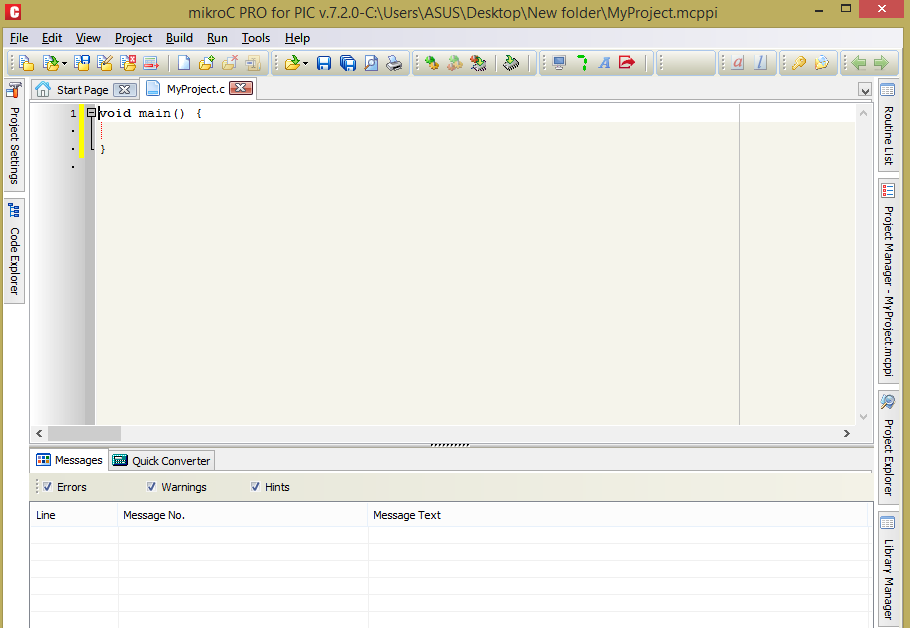 mikroC PRO for PIC v.7.2.0-C:\Users\ASUS\Desktop\New folder\MyProject.mcppi
File Edit View Project Build Run Tools Help
Start Page MyProject.c
1 void main() {
}
Project Settings
Code Explorer
Routine List
Project Manager - MyProject.mcppi
Project Explorer
Library Manager
Messages Quick Converter
Errors Warnings Hints
Line Message No. Message Text